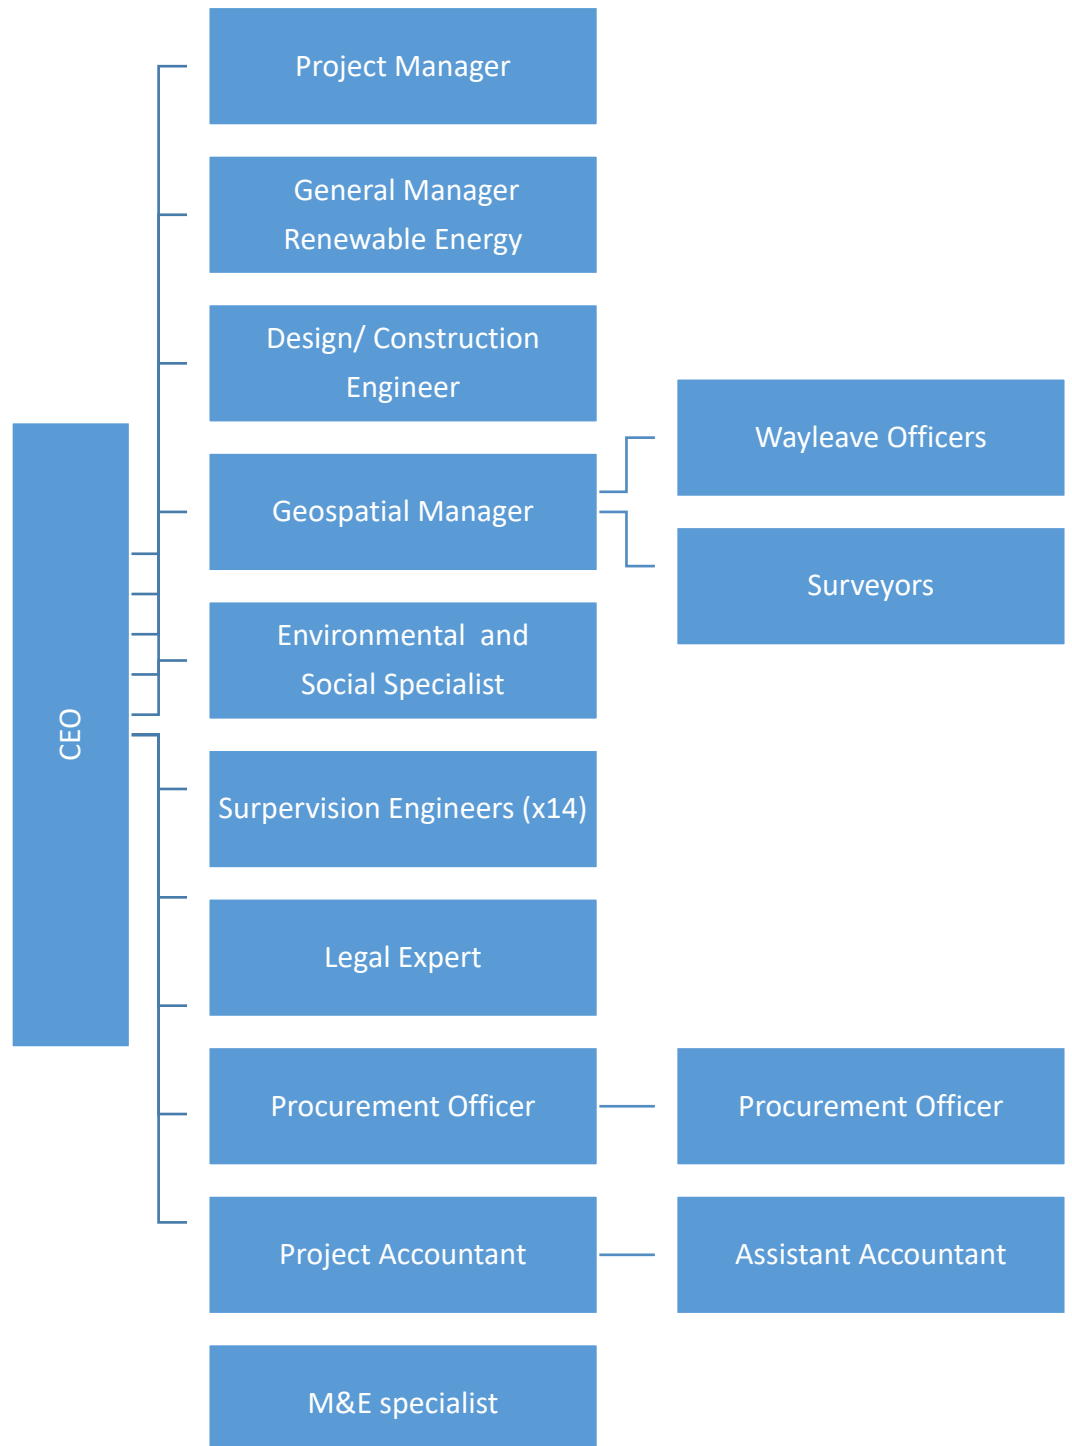 Project Manager
General Manager
Renewable Energy
Design/ Construction
Engineer
Wayleave Officers
Geospatial Manager
Surveyors
Environmental  and
Social Specialist
CEO
Surpervision Engineers (x14)
Legal Expert
Procurement Officer
Procurement Officer
Project Accountant
Assistant Accountant
M&E specialist